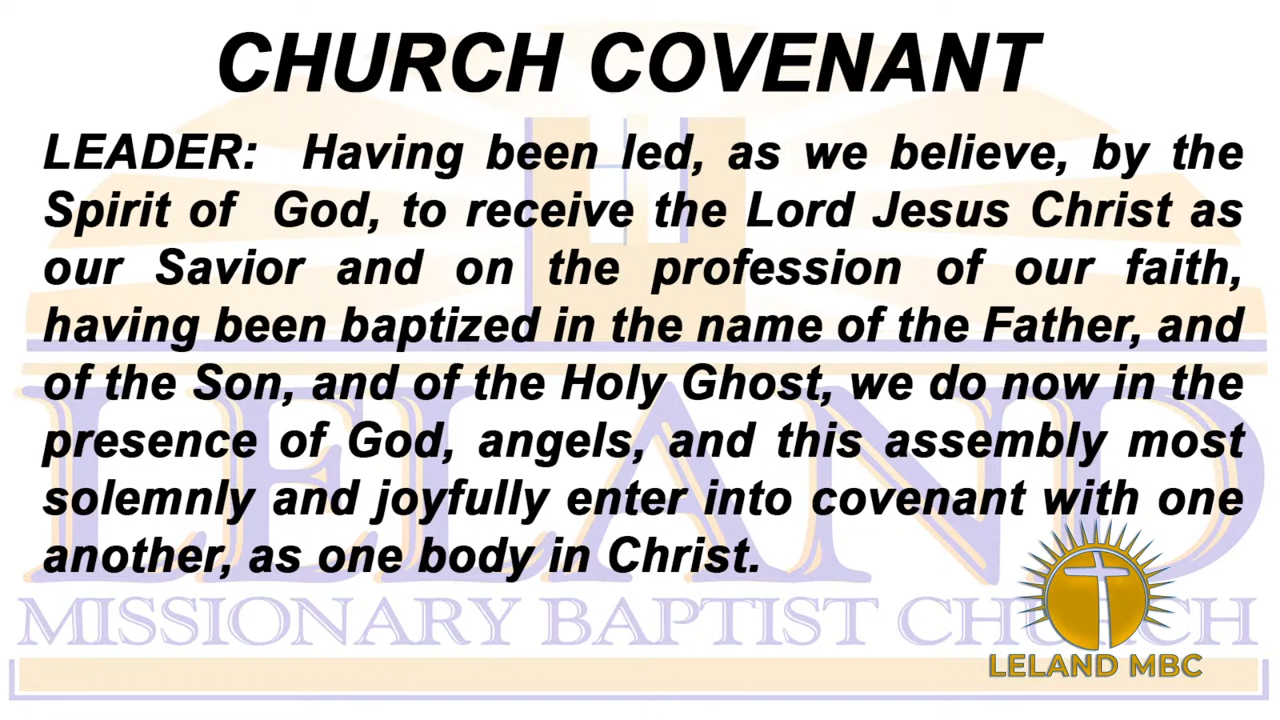 CHURCH COVENANT
LEADER: Having been led, as we believe, by the
Spirit of God, to receive the Lord Jesus Christ as
our Savior and on the profession of our faith,
having been baptized in the name of the Father, and
of the Son, and of the Holy Ghost, we do now in the
presence of God, angels, and this assembly most
solemnly and joyfully enter into covenant with one
another, as one body in Christ.
LELAND
MISSIONARY BAPTIST CHURCH
LELAND MBC